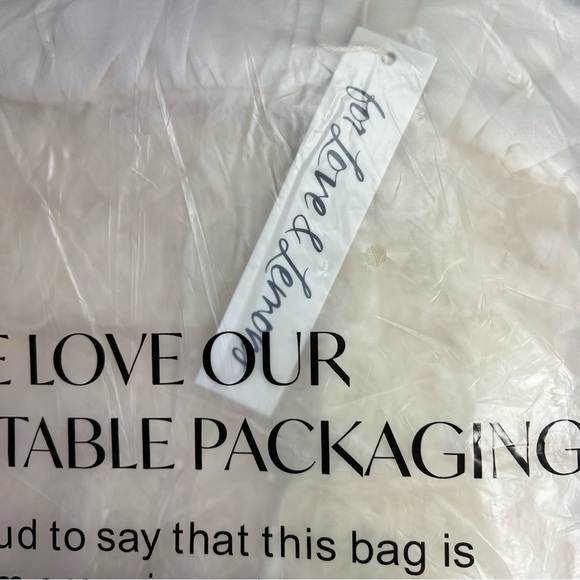 for Love & Lemons
E LOVE OUR
TABLE PACKAGING
ud to say that this bag is